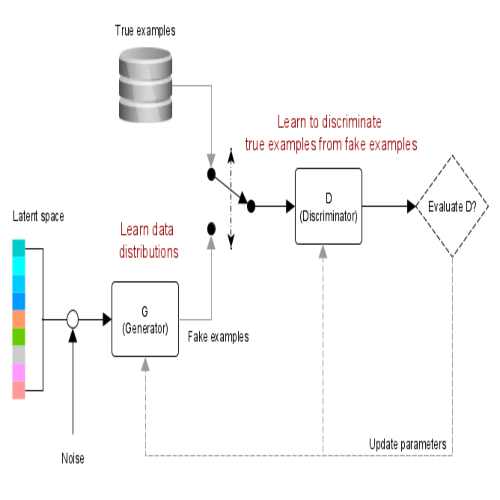 True examples
Learn to discriminate
true examples from fake examples
D
(Discriminator)
Evaluate D?
Latent space
Learn data
distributions
G
(Generator)
Fake examples
Update parameters
Noise